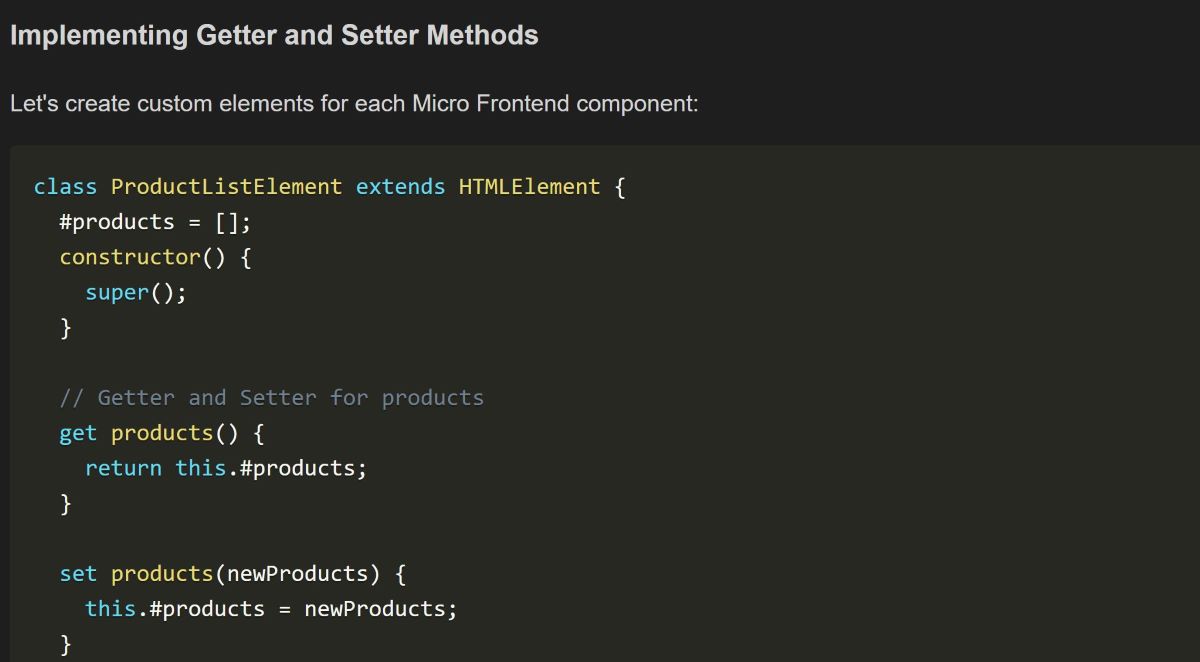 Implementing Getter and Setter Methods
Let's create custom elements for each Micro Frontend component:
class ProductListElement extends HTMLElement {
  #products = [];
  constructor() {
    super();
  }
  // Getter and Setter for products
  get products() {
    return this.#products;
  }
  set products(newProducts) {
    this.#products = newProducts;
  }